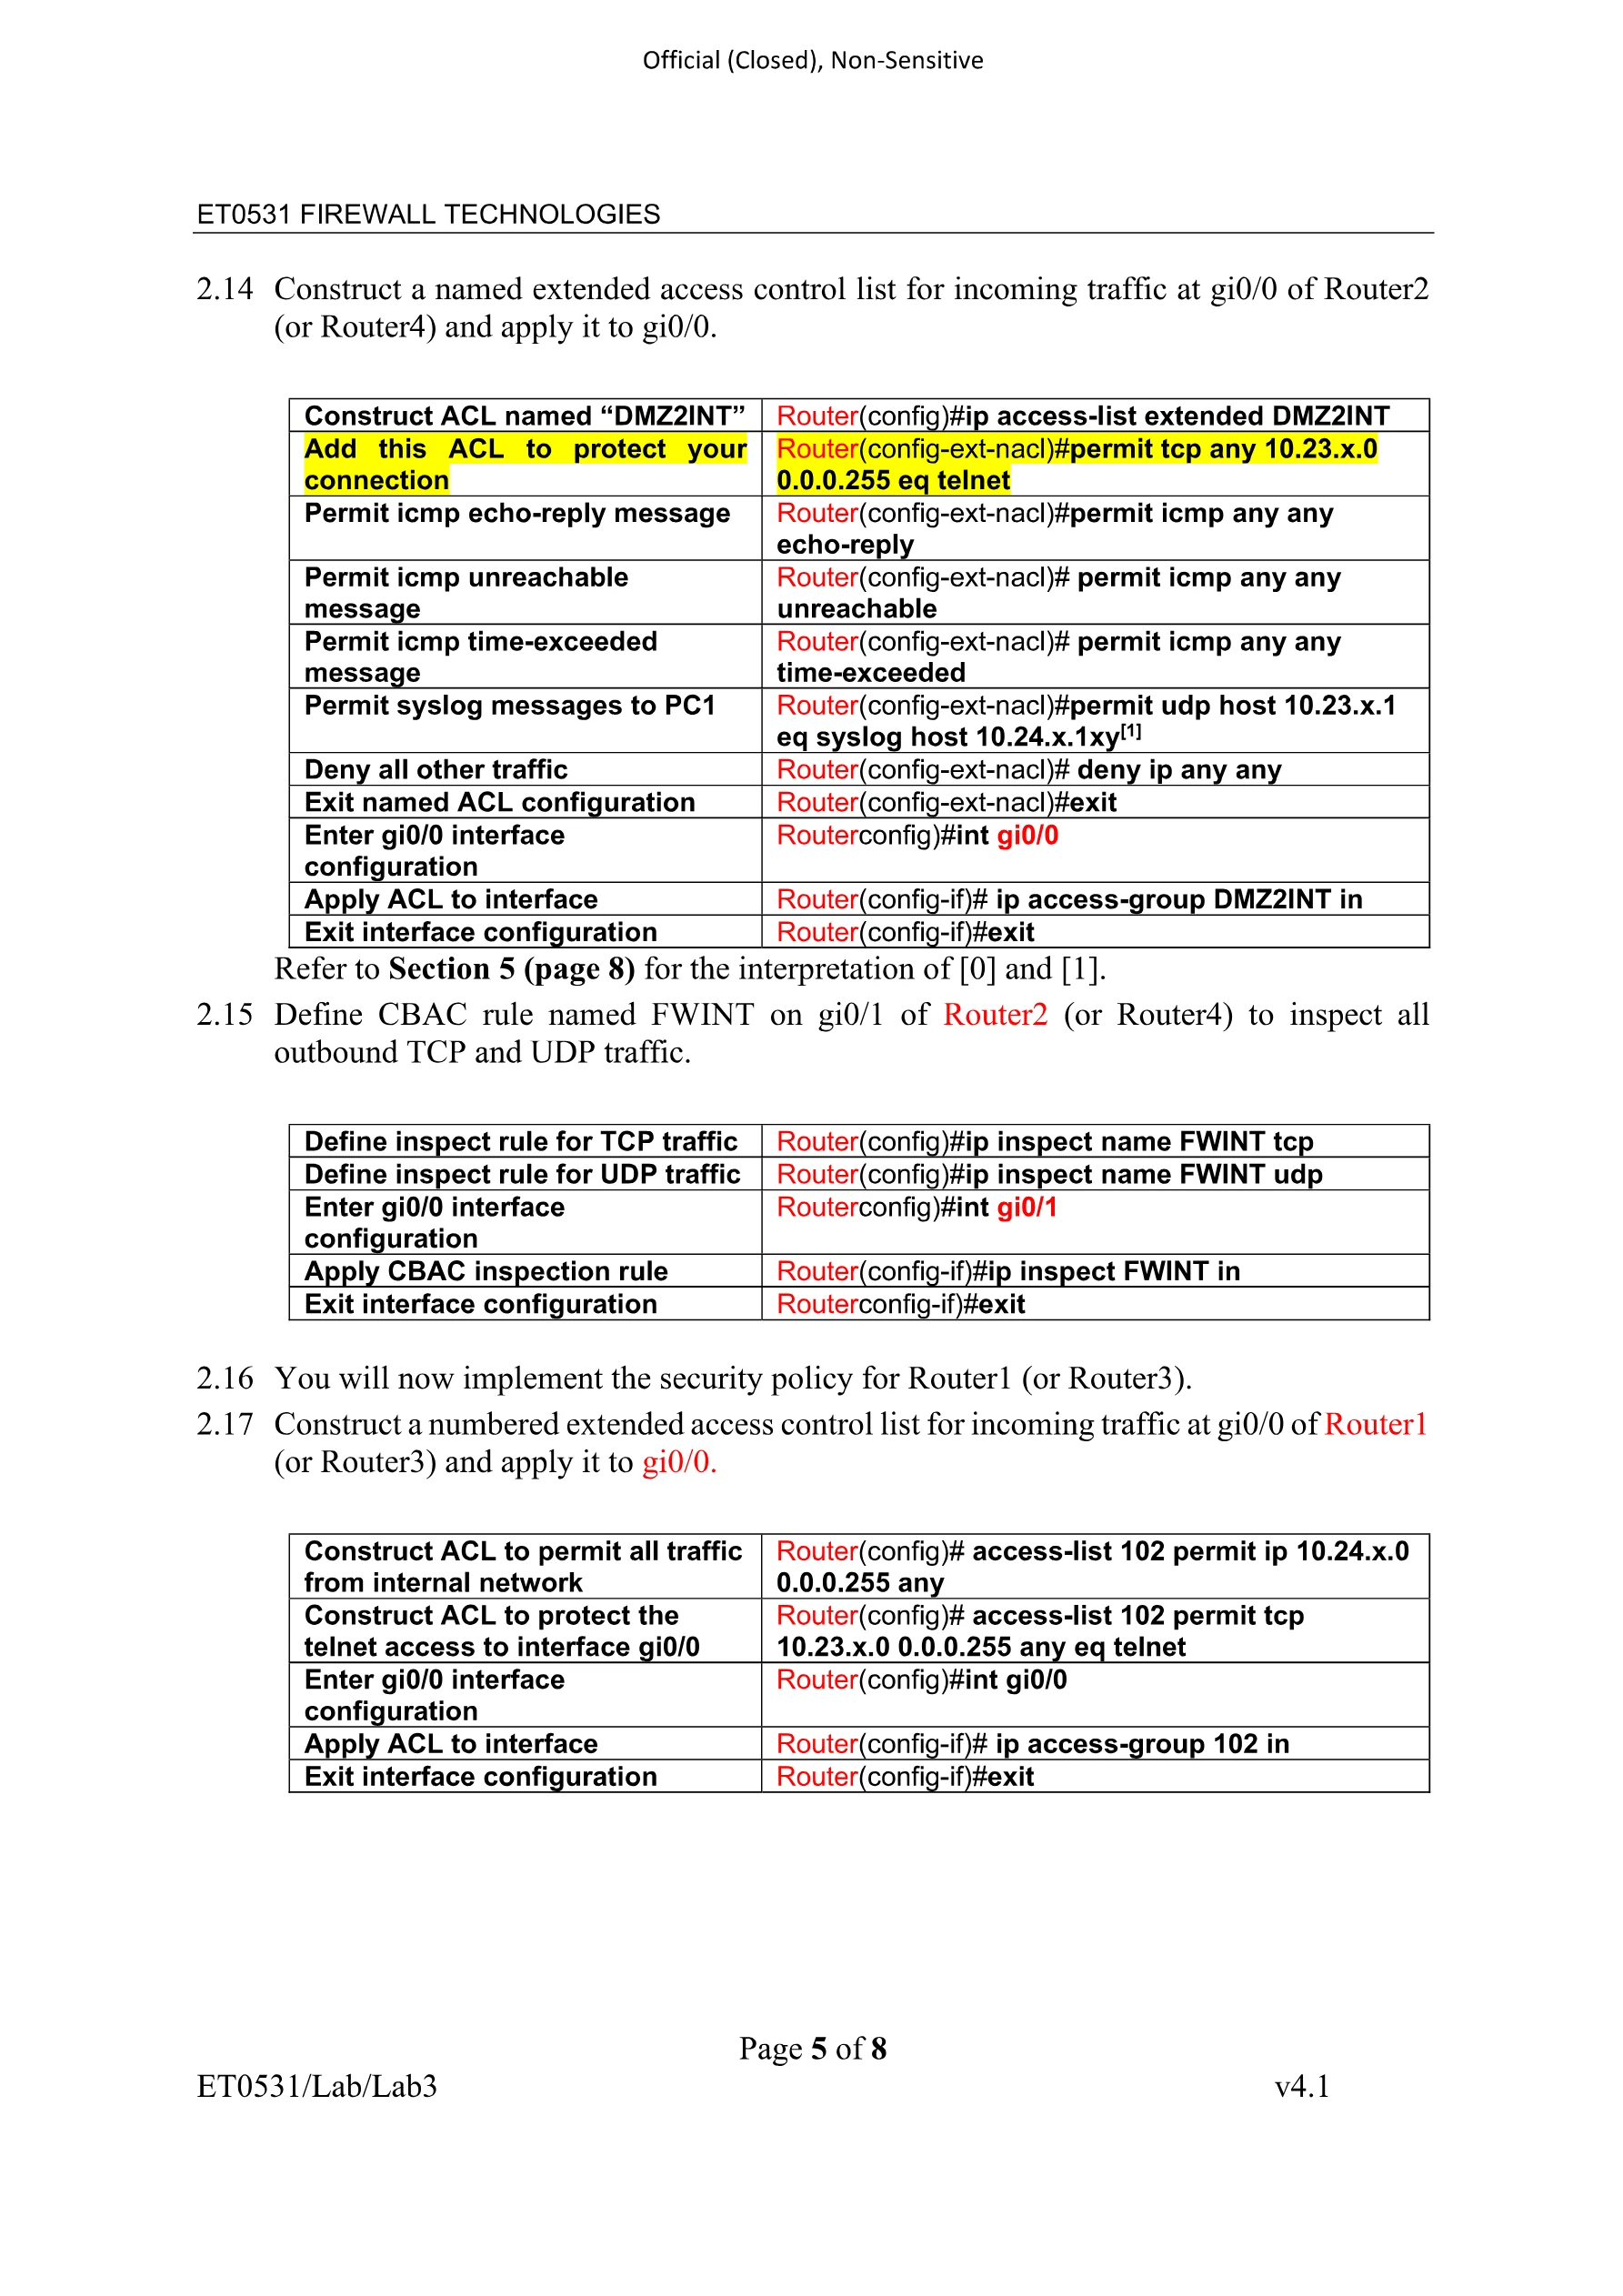 Official (Closed), Non-Sensitive
ET0531 FIREWALL TECHNOLOGIES
2.14 Construct a named extended access control list for incoming traffic at gi0/0 of Router2
(or Router4) and apply it to gi0/0.
Construct ACL named “DMZ2INT” Router(config)#ip access-list extended DMZ2INT
Add this ACL to protect your
connection
Router(config-ext-nacl)#permit tcp any 10.23.x.0
0.0.0.255 eq telnet
Permit icmp echo-reply message
Router(config-ext-nacl)#permit icmp any any
echo-reply
Permit icmp unreachable
message
Router(config-ext-nacl)# permit icmp any any
unreachable
Permit icmp time-exceeded
message
Router(config-ext-nacl)# permit icmp any any
time-exceeded
Permit syslog messages to PC1
Router(config-ext-nacl)#permit udp host 10.23.x.1
eq syslog host 10.24.x.1xy[1]
Deny all other traffic Router(config-ext-nacl)# deny ip any any
Exit named ACL configuration Router(config-ext-nacl)#exit
Enter gi0/0 interface
configuration
Routerconfig)#int gi0/0
Apply ACL to interface Router(config-if)# ip access-group DMZ2INT in
Exit interface configuration Router(config-if)#exit
Refer to Section 5 (page 8) for the interpretation of [0] and [1].
2.15 Define CBAC rule named FWINT on gi0/1 of Router2 (or Router4) to inspect all
outbound TCP and UDP traffic.
Define inspect rule for TCP traffic Router(config)#ip inspect name FWINT tcp
Define inspect rule for UDP traffic Router(config)#ip inspect name FWINT udp
Enter gi0/0 interface
configuration
Routerconfig)#int gi0/1
Apply CBAC inspection rule Router(config-if)#ip inspect FWINT in
Exit interface configuration Routerconfig-if)#exit
2.16 You will now implement the security policy for Router1 (or Router3).
2.17 Construct a numbered extended access control list for incoming traffic at gi0/0 of Router1
(or Router3) and apply it to gi0/0.
Construct ACL to permit all traffic
from internal network
Router(config)# access-list 102 permit ip 10.24.x.0
0.0.0.255 any
Construct ACL to protect the
telnet access to interface gi0/0
Router(config)# access-list 102 permit tcp
10.23.x.0 0.0.0.255 any eq telnet
Enter gi0/0 interface
configuration
Router(config)#int gi0/0
Apply ACL to interface Router(config-if)# ip access-group 102 in
Exit interface configuration Router(config-if)#exit
Page 5 of 8
ET0531/Lab/Lab3 v4.1